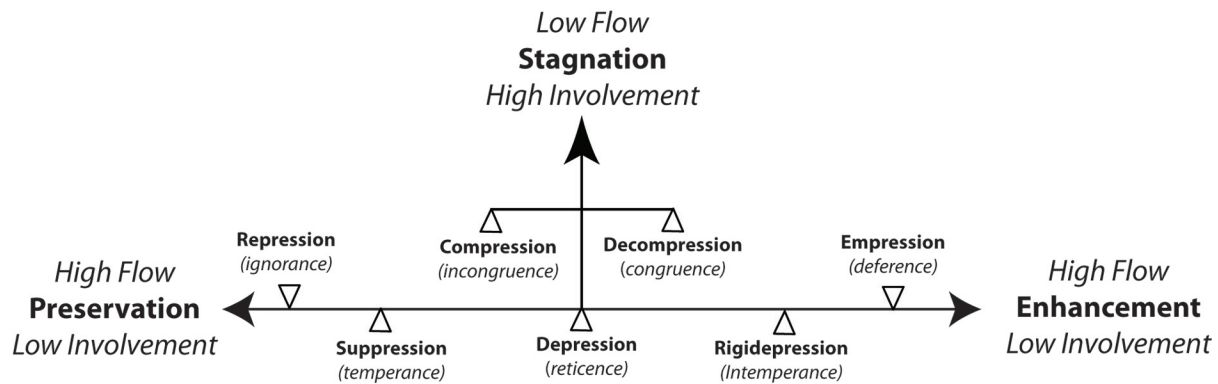 Low Flow
Stagnation
High Involvement
Repression
(ignorance)
Compression
(incongruence)
Decompression
(congruence)
Empression
(deference)
High Flow
Preservation
Low Involvement
High Flow
Enhancement
Low Involvement
Suppression
(temperance)
Depression
(reticence)
Rigidepression
(Intemperance)